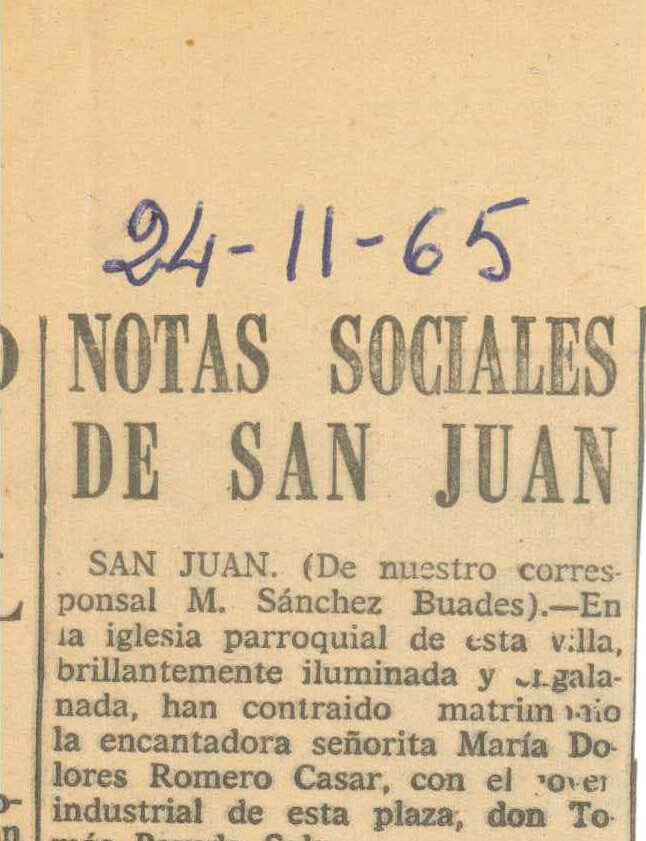 24-11-65
NOTAS SOCIALES
DE SAN JUAN
SAN JUAN. (De nuestro corres-
ponsal M. Sánchez Buades).—En
la iglesia parroquial de esta villa,
brillantemente iluminada y
nada, han contraido matrimonio
la encantadora señorita María Do-
lores Romero Casar, con el joven
industrial de esta plaza, don To-